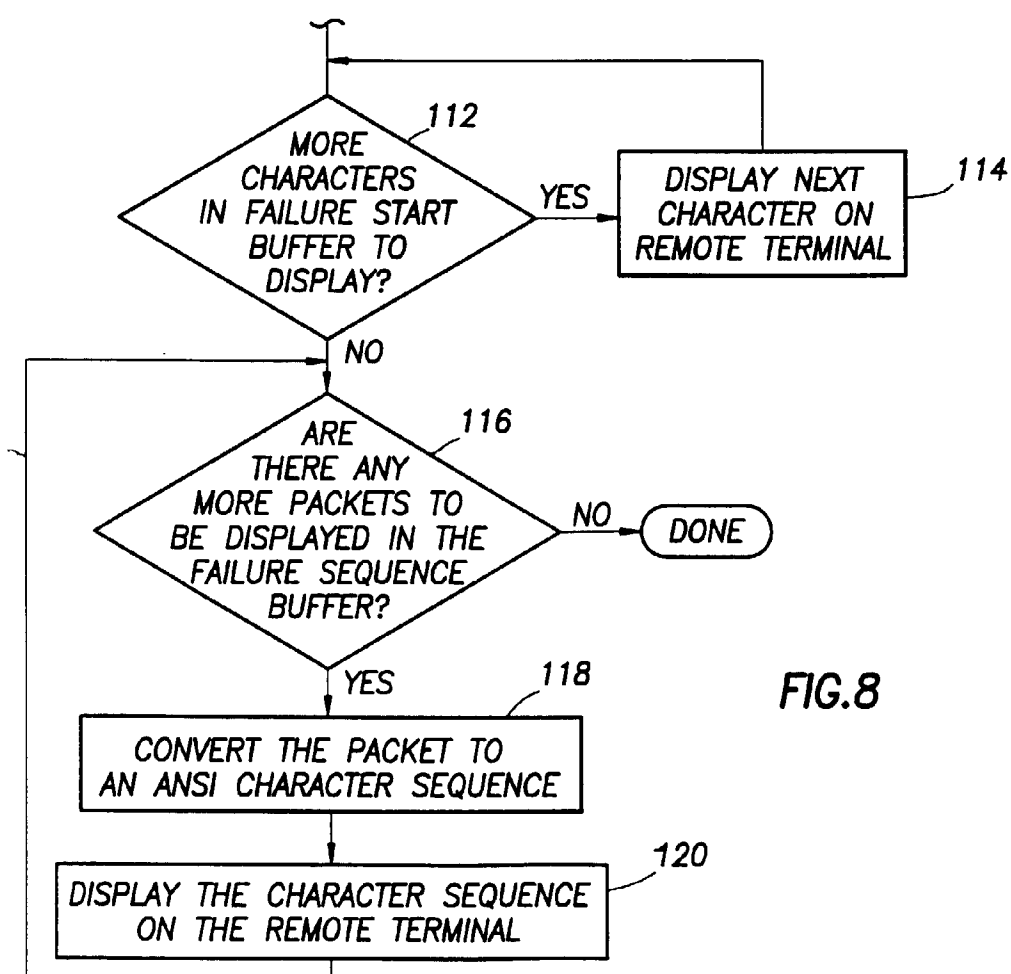 112
MORE
CHARACTERS
IN FAILURE START
BUFFER TO
DISPLAY?
YES
DISPLAY NEXT
CHARACTER ON
REMOTE TERMINAL
114
NO
116
ARE
THERE ANY
MORE PACKETS TO
BE DISPLAYED IN THE
FAILURE SEQUENCE
BUFFER?
NO
DONE
YES
118
CONVERT THE PACKET TO
AN ANSI CHARACTER SEQUENCE
FIG.8
120
DISPLAY THE CHARACTER SEQUENCE
ON THE REMOTE TERMINAL